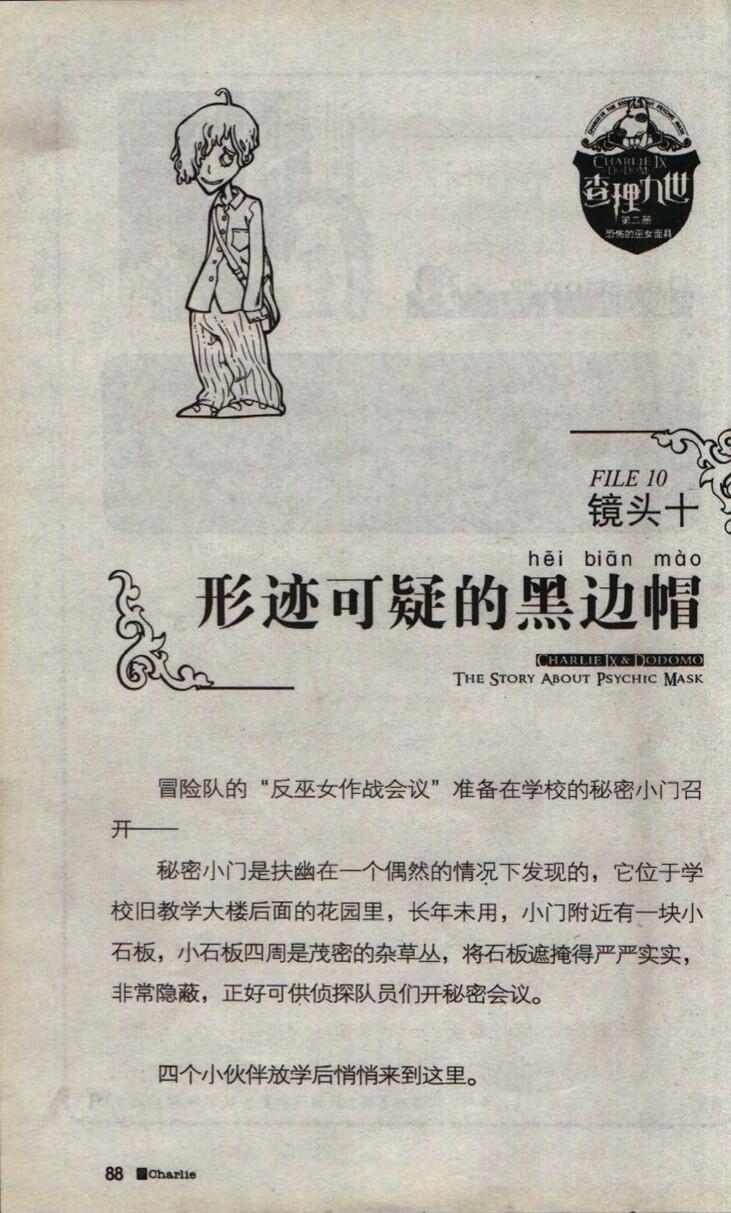 CHARLIE IX
DODOMO
查理九世
第二册
恐怖的巫女面具
FILE 10
镜头十
hēi biān mào
形迹可疑的黑边帽
CHARLIE IX & DODOMO
THE STORY ABOUT PSYCHIC MASK
冒险队的“反巫女作战会议”准备在学校的秘密小门召
开——
秘密小门是扶幽在一个偶然的情况下发现的，它位于学
校旧教学大楼后面的花园里，长年未用，小门附近有一块小
石板，小石板四周是茂密的杂草丛，将石板遮掩得严严实实，
非常隐蔽，正好可供侦探队员们开秘密会议。
四个小伙伴放学后悄悄来到这里。
88 Charlie